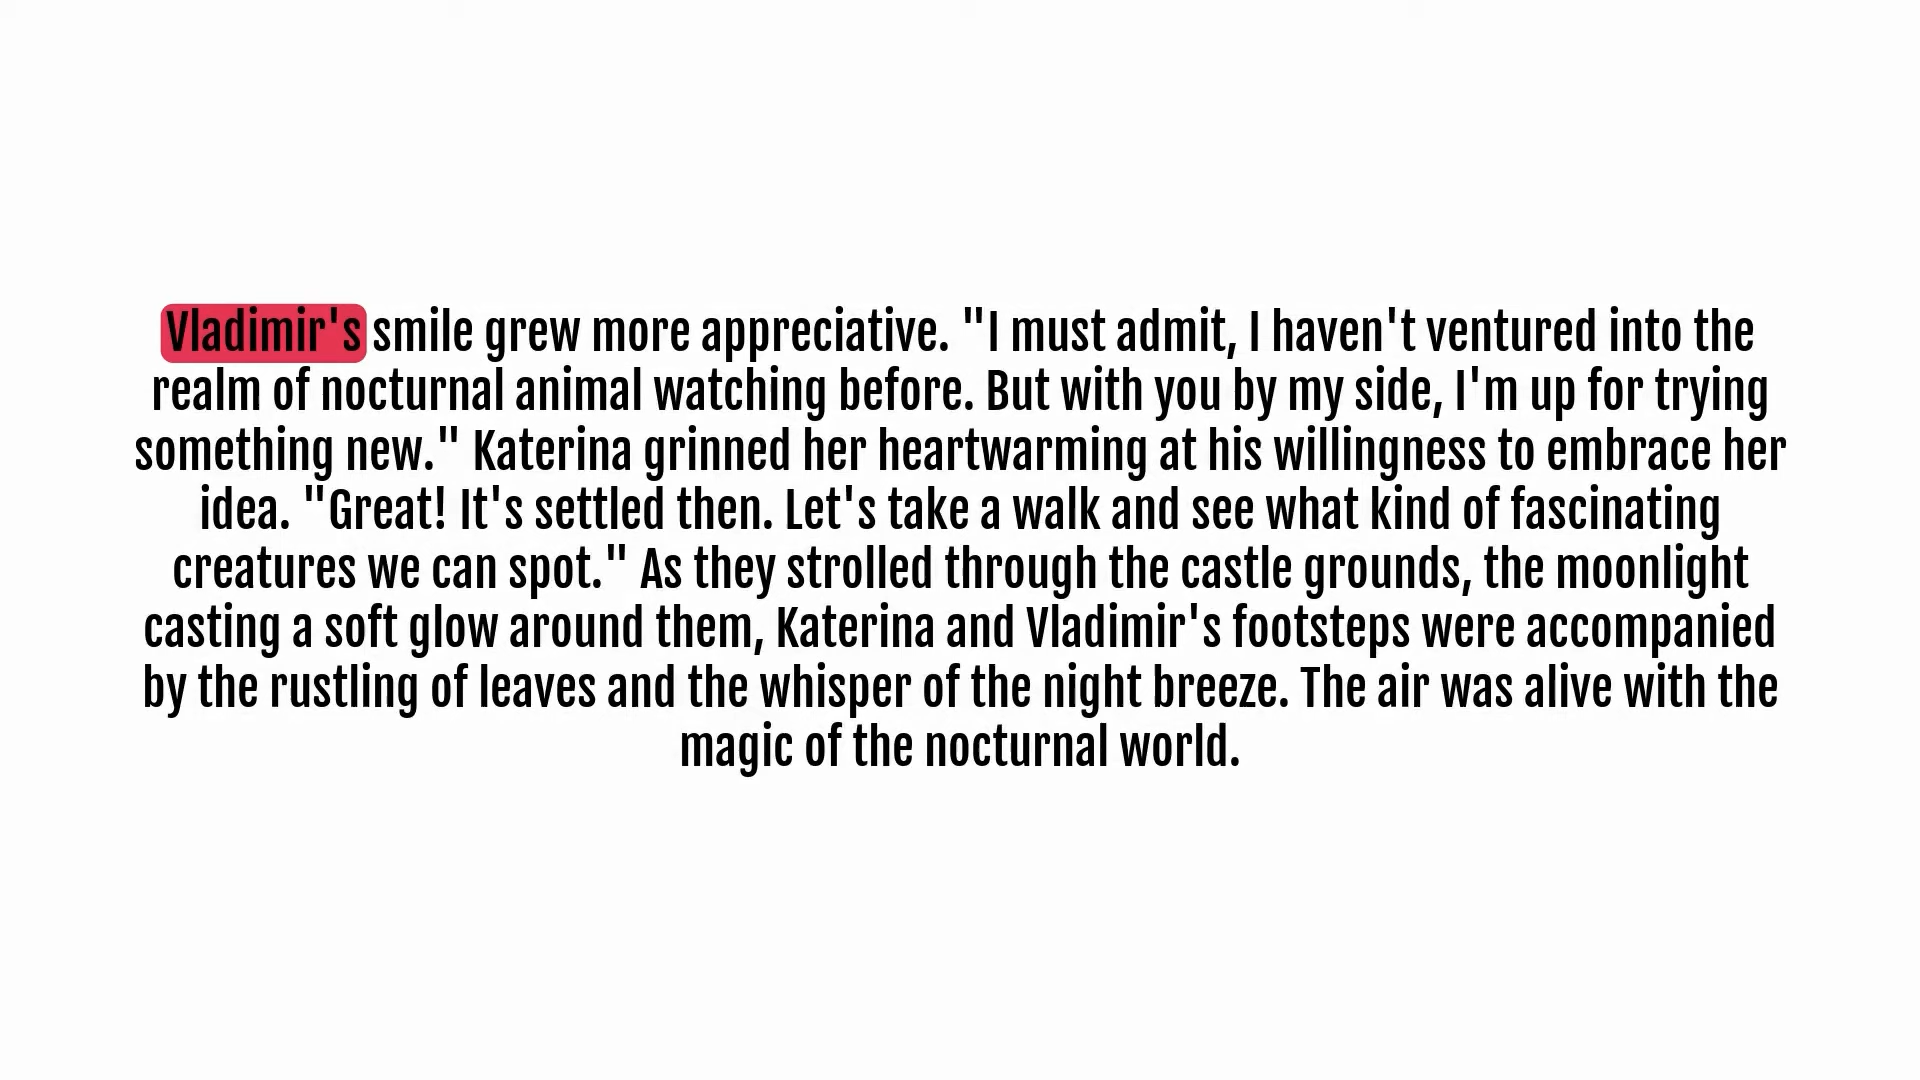 Vladimir's smile grew more appreciative. "I must admit, I haven't ventured into the
realm of nocturnal animal watching before. But with you by my side, I'm up for trying
something new." Katerina grinned her heartwarming at his willingness to embrace her
idea. "Great! It's settled then. Let's take a walk and see what kind of fascinating
creatures we can spot." As they strolled through the castle grounds, the moonlight
casting a soft glow around them, Katerina and Vladimir's footsteps were accompanied
by the rustling of leaves and the whisper of the night breeze. The air was alive with the
magic of the nocturnal world.